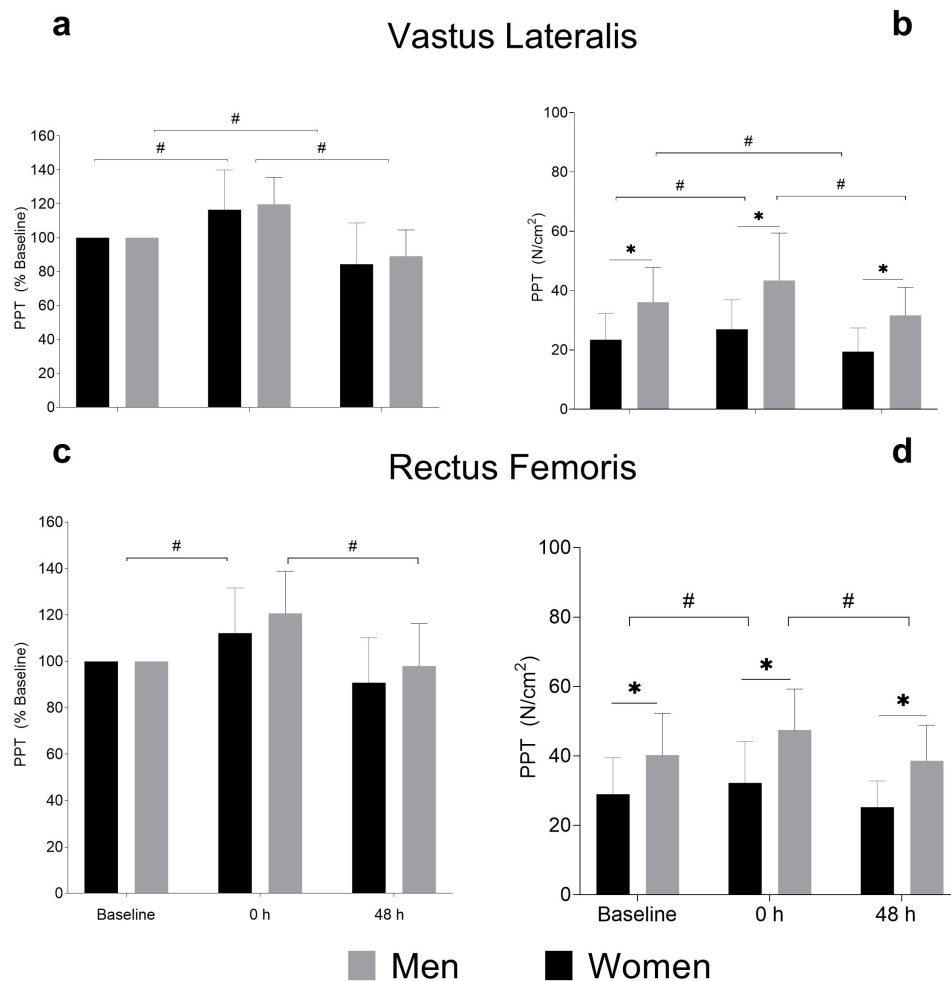 a
Vastus Lateralis
b
#
#
#
160
140
120
100
80
60
40
20
0
PPT (% Baseline)
#
#
#
*
*
*
100
80
60
40
20
0
PPT (N/cm²)
c
Rectus Femoris
d
#
#
160
140
120
100
80
60
40
20
0
PPT (% Baseline)
Baseline
0 h
48 h
#
#
*
*
*
100
80
60
40
20
0
PPT (N/cm²)
Baseline
0 h
48 h
Men
Women